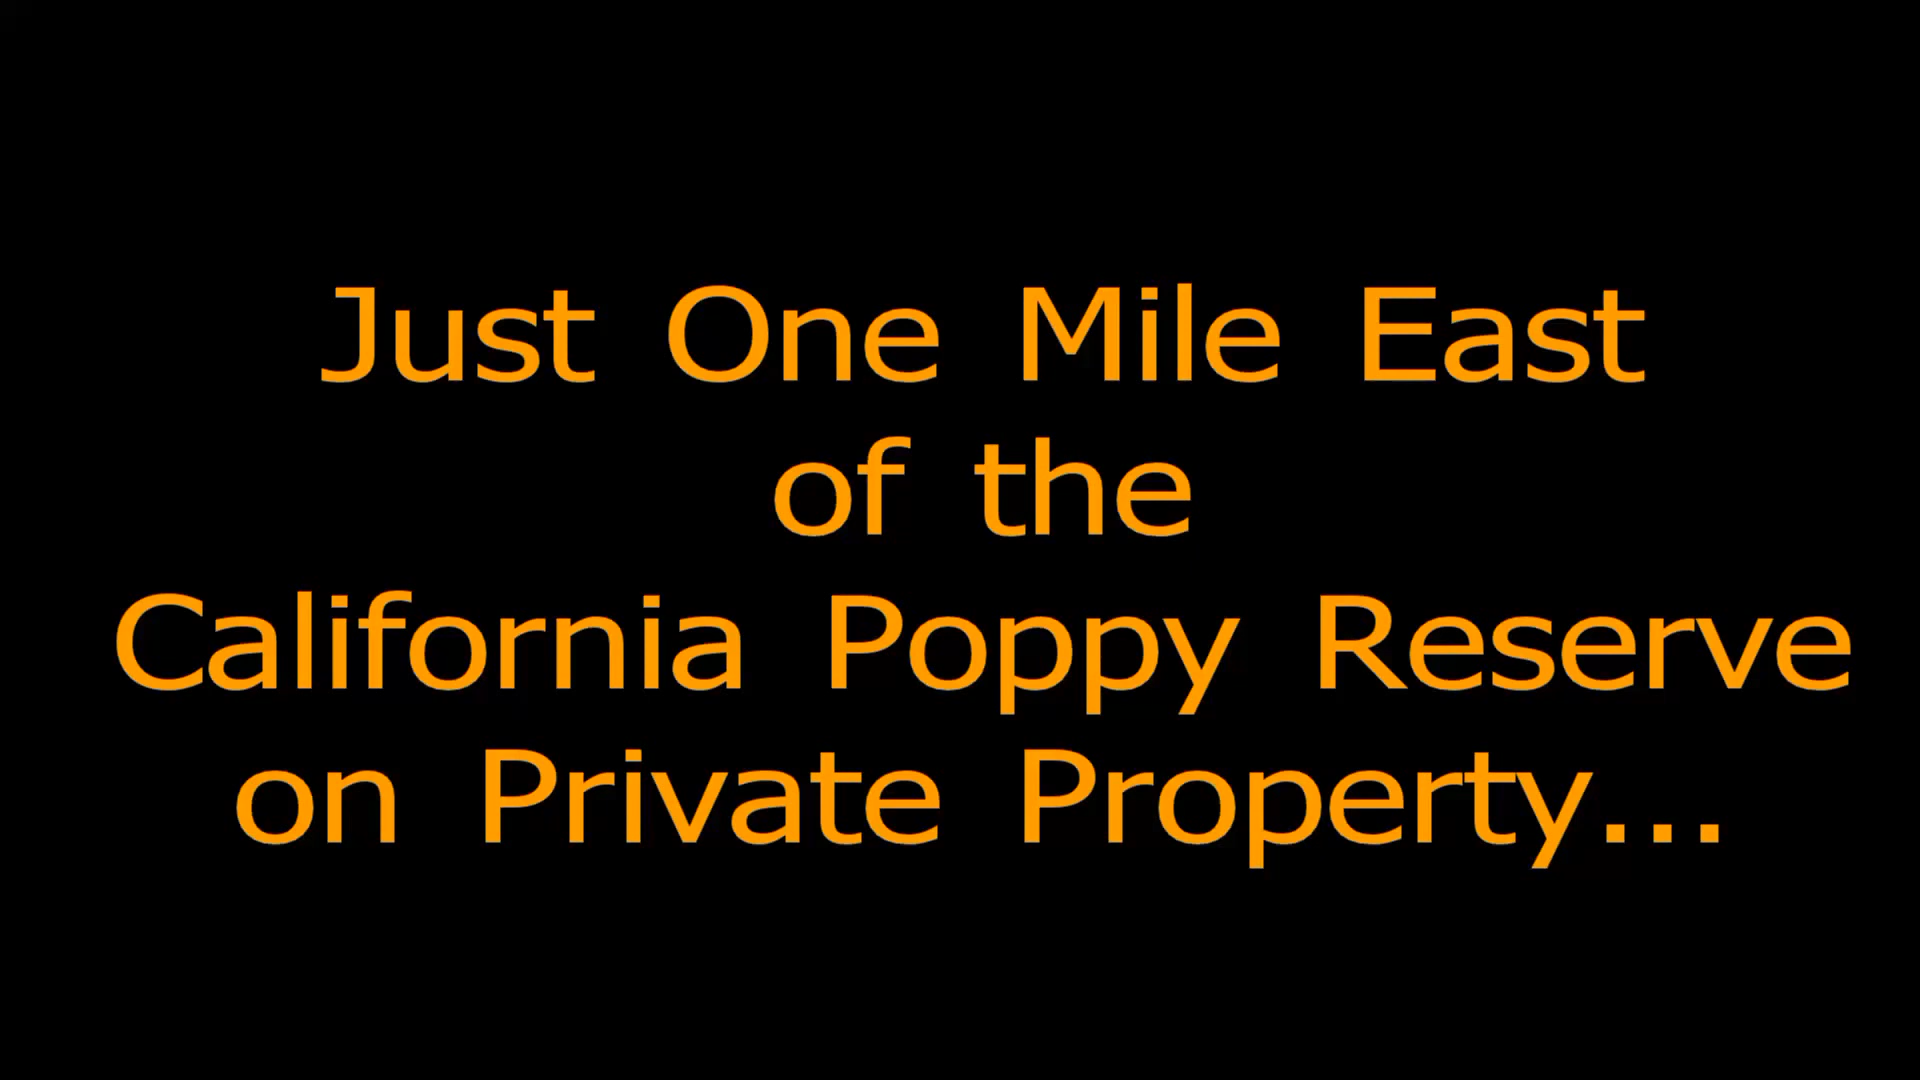 Just One Mile East
of the
California Poppy Reserve
on Private Property...